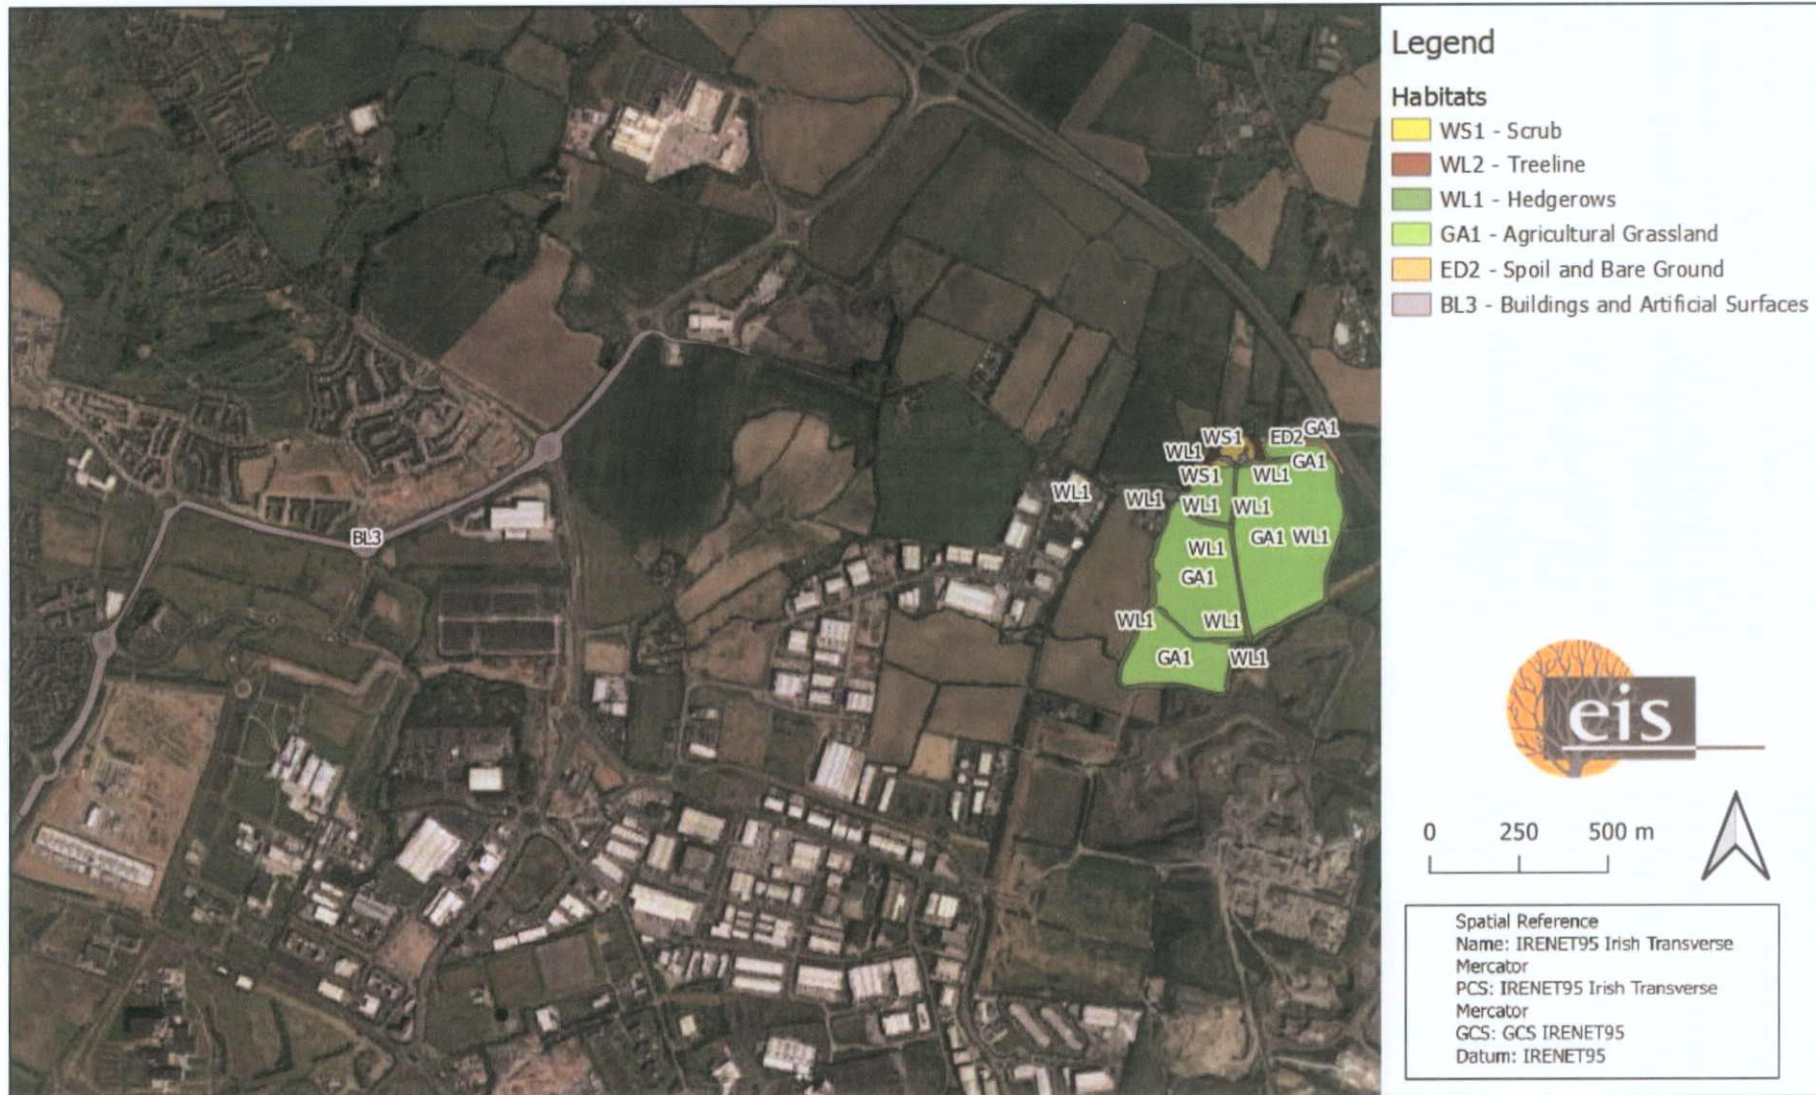 Legend
Habitats
WS1 - Scrub
WL2 - Treeline
WL1 - Hedgerows
GA1 - Agricultural Grassland
ED2 - Spoil and Bare Ground
BL3 - Buildings and Artificial Surfaces
GA1
WS1
ED2
WL1
GA1
WS1
WL1
WL1
WL1
WL1
WL1
BL3
GA1
WL1
WL1
GA1
WL1
WL1
GA1
WL1
eis
0 250 500 m
Spatial Reference
Name: IRENET95 Irish Transverse
Mercator
PCS: IRENET95 Irish Transverse
Mercator
GCS: GCS IRENET95
Datum: IRENET95